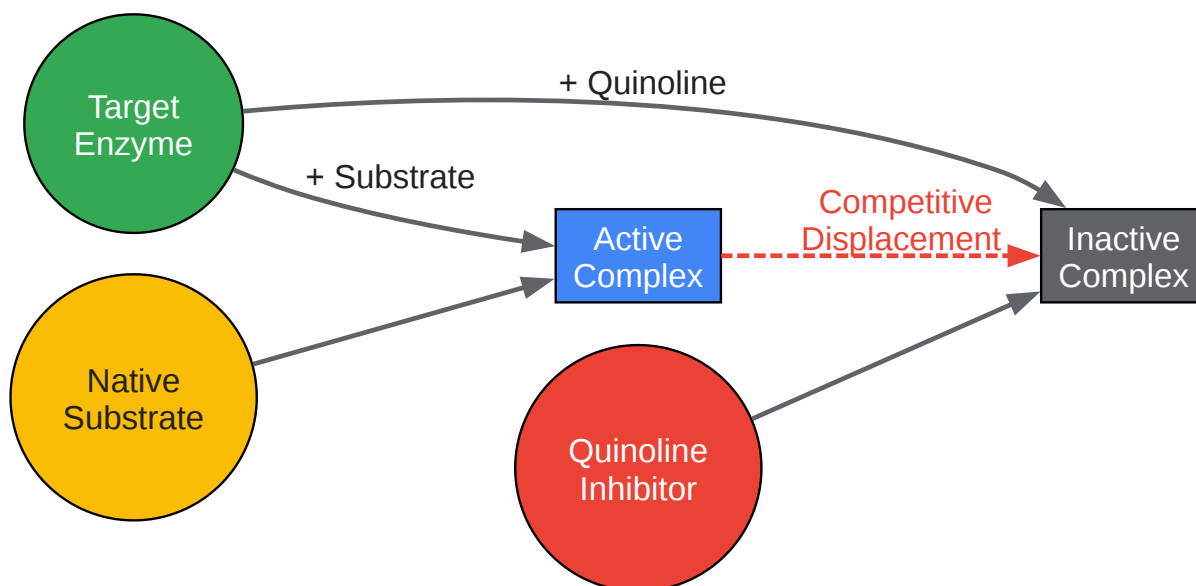 Target
Enzyme
+ Quinoline
+ Substrate
Competitive
Displacement
Active
Complex
Inactive
Complex
Native
Substrate
Quinoline
Inhibitor